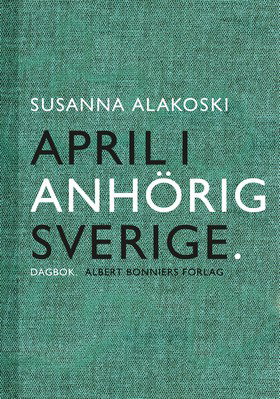 SUSANNA ALAKOSKI
APRIL I
ANHÖRIG
SVERIGE.
DAGBOK ALBERT BONNIERS FÖRLAG